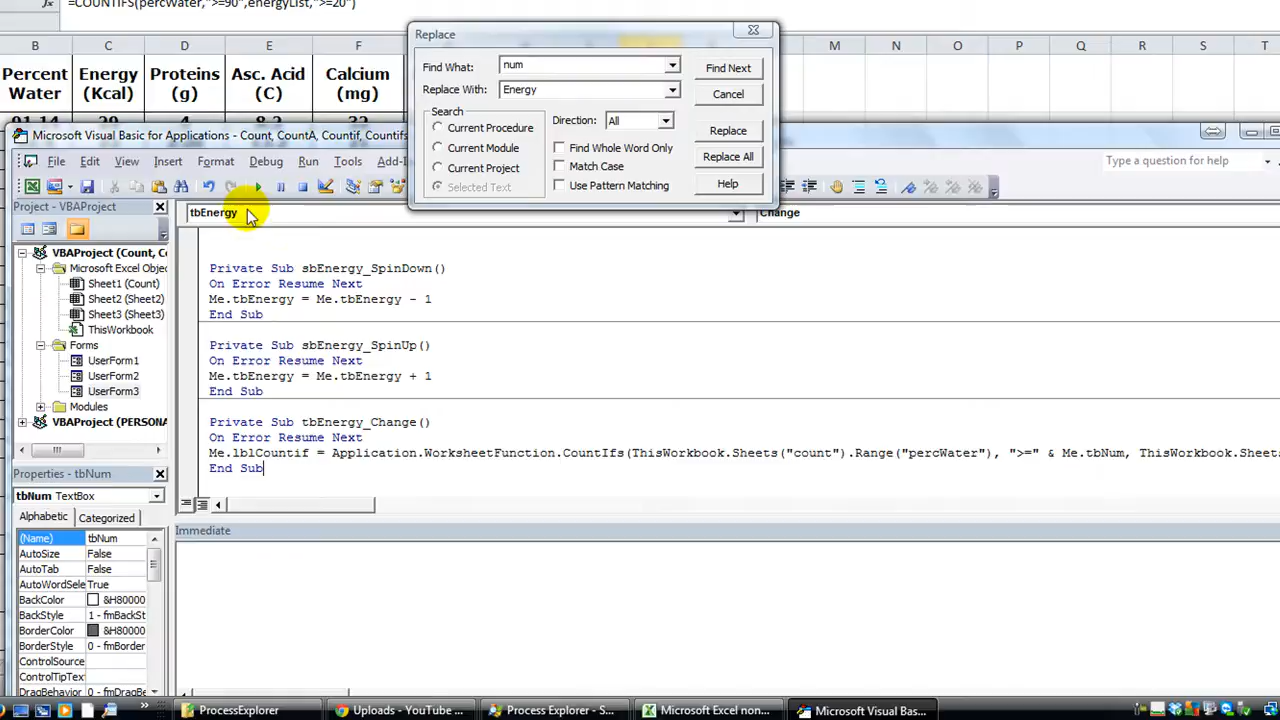 =COUNTIFS(percWater,">=90",energyList,">=20")
B C D E F M N O P Q R S T
Percent Water
Energy (Kcal)
Proteins (g)
Asc. Acid (C)
Calcium (mg)
Replace
Find What: num
Replace With: Energy
Search
Current Procedure
Current Module
Current Project
Selected Text
Direction: All
Find Whole Word Only
Match Case
Use Pattern Matching
Find Next
Cancel
Replace
Replace All
Help
Microsoft Visual Basic for Applications - Count, CountA, Countif, Countifs
File Edit View Insert Format Debug Run Tools Add-I
Type a question for help
Project - VBAProject
tbEnergy
Change
VBAProject (Count, Co
Microsoft Excel Objec
Sheet1 (Count)
Sheet2 (Sheet2)
Sheet3 (Sheet3)
ThisWorkbook
Forms
UserForm1
UserForm2
UserForm3
Modules
VBAProject (PERSONA
Private Sub sbEnergy_SpinDown()
On Error Resume Next
Me.tbEnergy = Me.tbEnergy - 1
End Sub
Private Sub sbEnergy_SpinUp()
On Error Resume Next
Me.tbEnergy = Me.tbEnergy + 1
End Sub
Private Sub tbEnergy_Change()
On Error Resume Next
Me.lblCountif = Application.WorksheetFunction.CountIfs(ThisWorkbook.Sheets("count").Range("percWater"), ">=" & Me.tbNum, ThisWorkbook.Sheets
End Sub
Properties - tbNum
tbNum TextBox
Alphabetic Categorized
(Name) tbNum
AutoSize False
AutoTab False
AutoWordSele True
BackColor &H80000
BackStyle 1 - fmBackSt
BorderColor &H80000
BorderStyle 0 - fmBorder
ControlSource
ControlTipText
DragBehavior 0 - fmDragBe
Immediate
ProcessExplorer
Uploads - YouTube ...
Process Explorer - S...
Microsoft Excel non...
Microsoft Visual Bas...